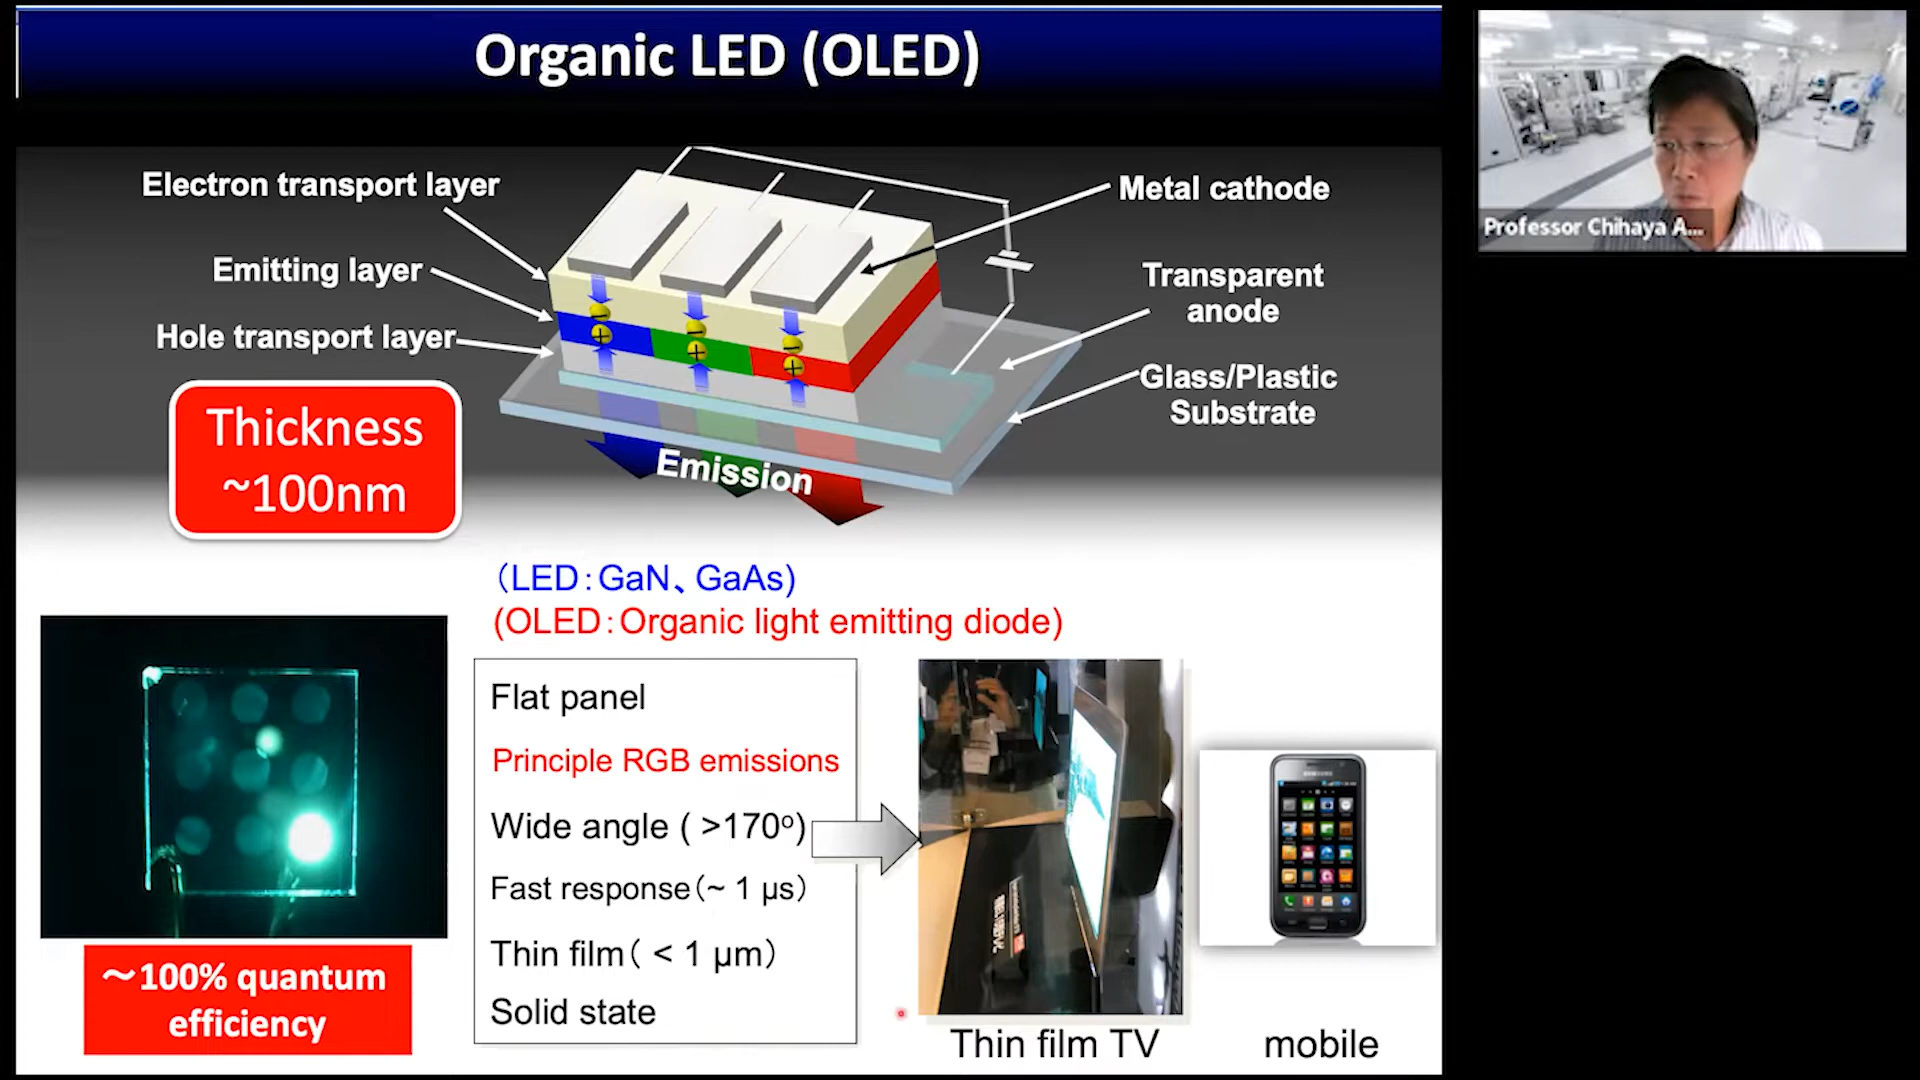 Organic LED (OLED)
Electron transport layer
Emitting layer
Hole transport layer
Metal cathode
Transparent
anode
Glass/Plastic
Substrate
Thickness
~100nm
Emission
（LED：GaN、GaAs)
(OLED：Organic light emitting diode)
Flat panel
Principle RGB emissions
Wide angle ( >170º)
Fast response（~ 1 μs）
Thin film（ < 1 μm）
Solid state
～100% quantum
efficiency
Thin film TV
SAMSUNG
mobile
Professor Chihaya A...